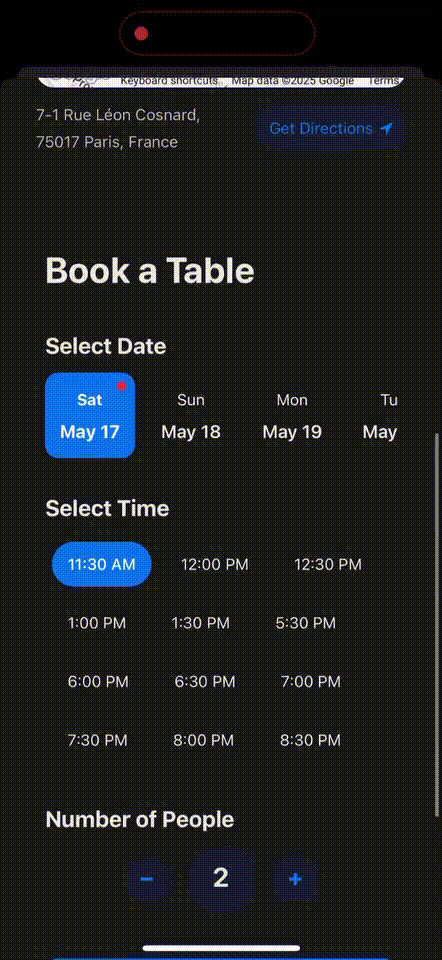 Keyboard shortcuts Map data ©2025 Google Terms
7-1 Rue Léon Cosnard,
75017 Paris, France
Get Directions
Book a Table
Select Date
Sat Sun Mon Tu
May 17 May 18 May 19 May
Select Time
11:30 AM 12:00 PM 12:30 PM
1:00 PM 1:30 PM 5:30 PM
6:00 PM 6:30 PM 7:00 PM
7:30 PM 8:00 PM 8:30 PM
Number of People
− 2 +